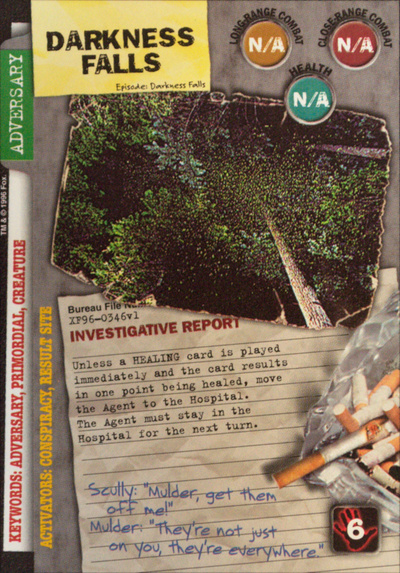 DARKNESS
FALLS
Episode: Darkness Falls
LONG-RANGE COMBAT
N/A
CLOSE-RANGE COMBAT
N/A
HEALTH
N/A
ADVERSARY
TM & © 1996 Fox.
KEYWORDS: ADVERSARY, PRIMORDIAL, CREATURE
ACTIVATORS: CONSPIRACY, RESULT SITE
Bureau File
XF96-0346v1
INVESTIGATIVE REPORT
Unless a HEALING card is played
immediately and the card results
in one point being healed, move
the Agent to the Hospital.
The Agent must stay in the
Hospital for the next turn.
Scully: "Mulder, get them
off me!"
Mulder: "They're not just
on you, they're everywhere."
6